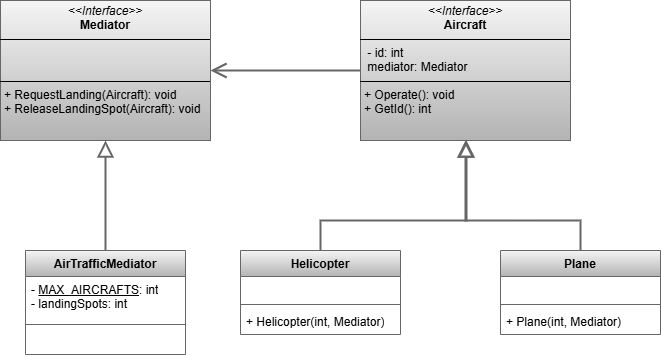 <<Interface>>
Mediator
+ RequestLanding(Aircraft): void
+ ReleaseLandingSpot(Aircraft): void
<<Interface>>
Aircraft
- id: int
mediator: Mediator
+ Operate(): void
+ GetId(): int
AirTrafficMediator
- MAX_AIRCRAFTS: int
- landingSpots: int
Helicopter
+ Helicopter(int, Mediator)
Plane
+ Plane(int, Mediator)